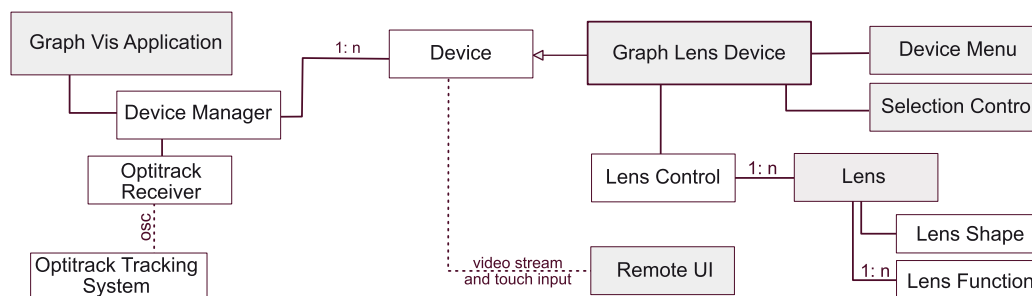 Graph Vis Application
1: n
Device
Graph Lens Device
Device Menu
Device Manager
Selection Control
Optitrack
Receiver
Lens Control
1: n
Lens
osc
Lens Shape
Optitrack Tracking
System
video stream
and touch input
Remote UI
1: n
Lens Function